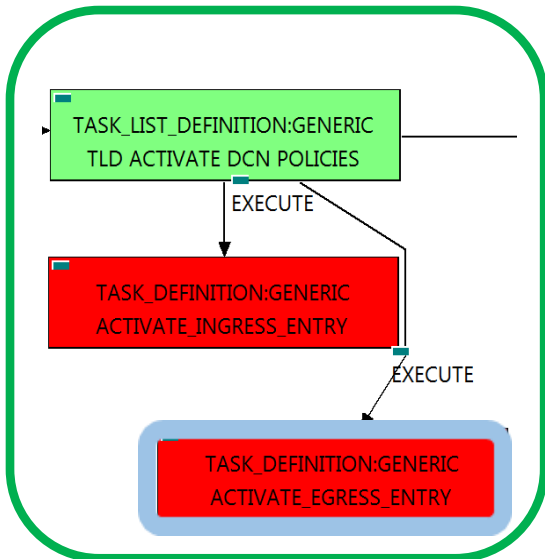 TASK_LIST_DEFINITION:GENERIC
TLD ACTIVATE DCN POLICIES
EXECUTE
TASK_DEFINITION:GENERIC
ACTIVATE_INGRESS_ENTRY
EXECUTE
TASK_DEFINITION:GENERIC
ACTIVATE_EGRESS_ENTRY